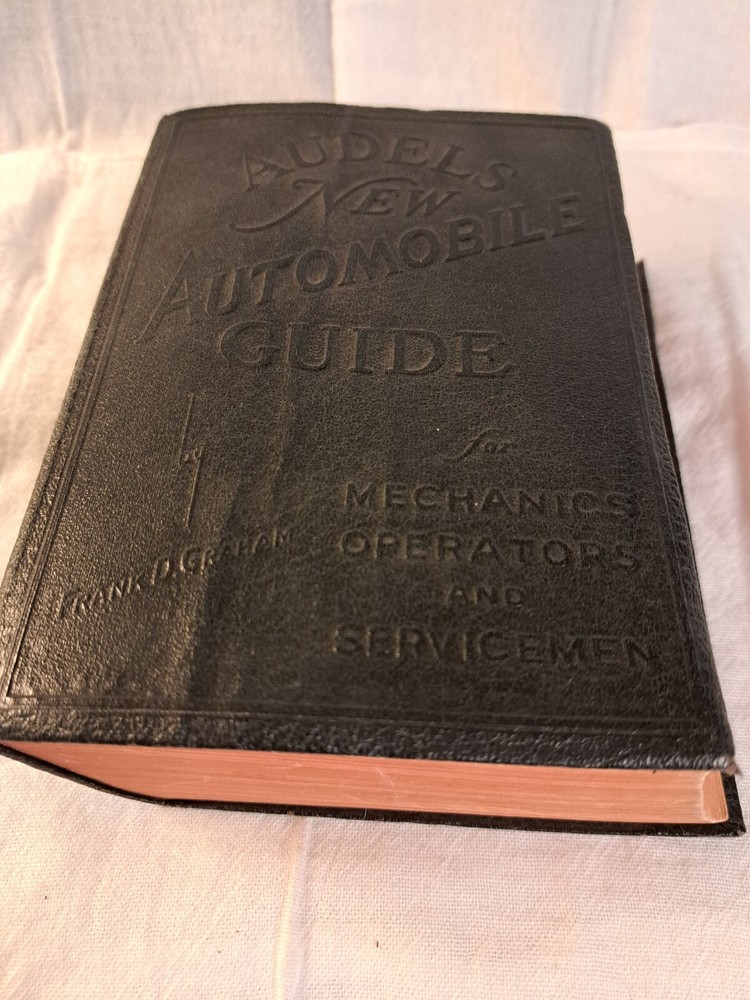 AUDELS
NEW
AUTOMOBILE
GUIDE
by
FRANK D. GRAHAM
for
MECHANICS
OPERATORS
AND
SERVICEMEN